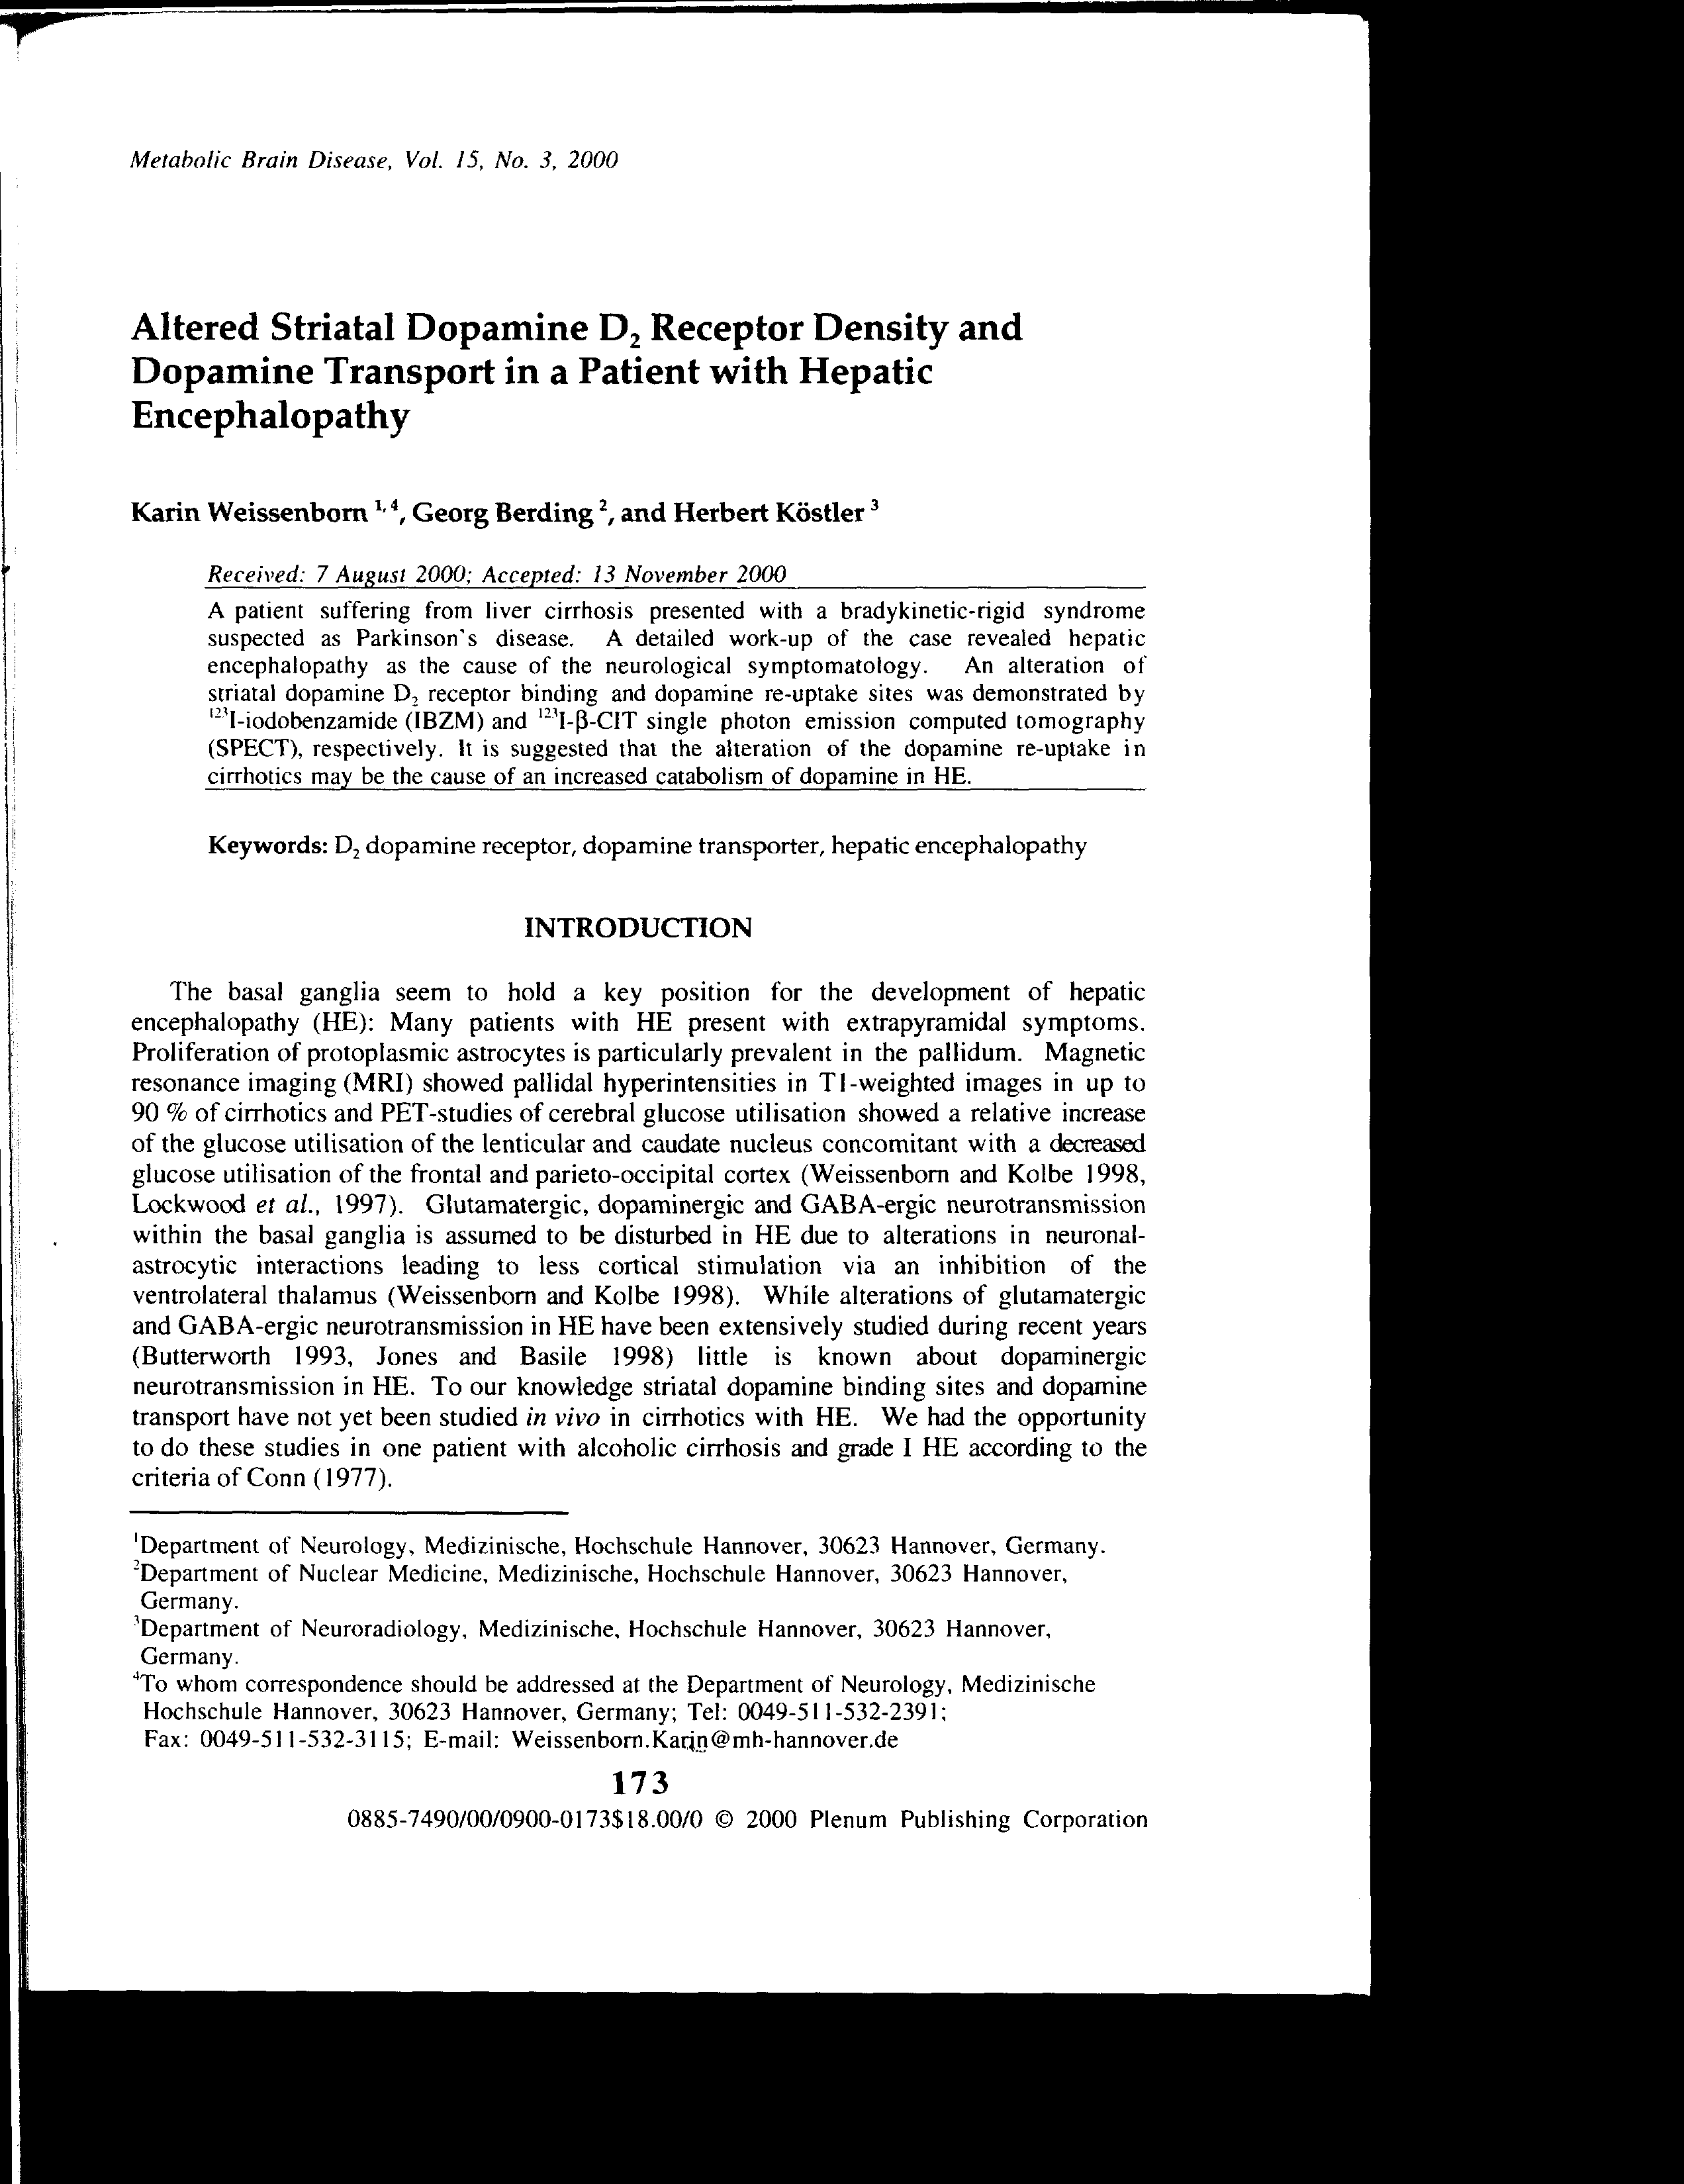 Metabolic Brain Disease, Vol. 15, No. 3, 2000
Altered Striatal Dopamine D₂ Receptor Density and
Dopamine Transport in a Patient with Hepatic
Encephalopathy
Karin Weissenborn ¹,⁴, Georg Berding ², and Herbert Köstler ³
Received: 7 August 2000; Accepted: 13 November 2000
A patient suffering from liver cirrhosis presented with a bradykinetic-rigid syndrome
suspected as Parkinson's disease. A detailed work-up of the case revealed hepatic
encephalopathy as the cause of the neurological symptomatology. An alteration of
striatal dopamine D₂ receptor binding and dopamine re-uptake sites was demonstrated by
¹²³I-iodobenzamide (IBZM) and ¹²³I-β-CIT single photon emission computed tomography
(SPECT), respectively. It is suggested that the alteration of the dopamine re-uptake in
cirrhotics may be the cause of an increased catabolism of dopamine in HE.
Keywords: D₂ dopamine receptor, dopamine transporter, hepatic encephalopathy
INTRODUCTION
The basal ganglia seem to hold a key position for the development of hepatic
encephalopathy (HE): Many patients with HE present with extrapyramidal symptoms.
Proliferation of protoplasmic astrocytes is particularly prevalent in the pallidum. Magnetic
resonance imaging (MRI) showed pallidal hyperintensities in T1-weighted images in up to
90 % of cirrhotics and PET-studies of cerebral glucose utilisation showed a relative increase
of the glucose utilisation of the lenticular and caudate nucleus concomitant with a decreased
glucose utilisation of the frontal and parieto-occipital cortex (Weissenborn and Kolbe 1998,
Lockwood et al., 1997). Glutamatergic, dopaminergic and GABA-ergic neurotransmission
within the basal ganglia is assumed to be disturbed in HE due to alterations in neuronal-
astrocytic interactions leading to less cortical stimulation via an inhibition of the
ventrolateral thalamus (Weissenborn and Kolbe 1998). While alterations of glutamatergic
and GABA-ergic neurotransmission in HE have been extensively studied during recent years
(Butterworth 1993, Jones and Basile 1998) little is known about dopaminergic
neurotransmission in HE. To our knowledge striatal dopamine binding sites and dopamine
transport have not yet been studied in vivo in cirrhotics with HE. We had the opportunity
to do these studies in one patient with alcoholic cirrhosis and grade I HE according to the
criteria of Conn (1977).
¹Department of Neurology, Medizinische, Hochschule Hannover, 30623 Hannover, Germany.
²Department of Nuclear Medicine, Medizinische, Hochschule Hannover, 30623 Hannover,
Germany.
³Department of Neuroradiology, Medizinische, Hochschule Hannover, 30623 Hannover,
Germany.
⁴To whom correspondence should be addressed at the Department of Neurology, Medizinische
Hochschule Hannover, 30623 Hannover, Germany; Tel: 0049-511-532-2391;
Fax: 0049-511-532-3115; E-mail: Weissenborn.Karin@mh-hannover.de
173
0885-7490/00/0900-0173$18.00/0 © 2000 Plenum Publishing Corporation